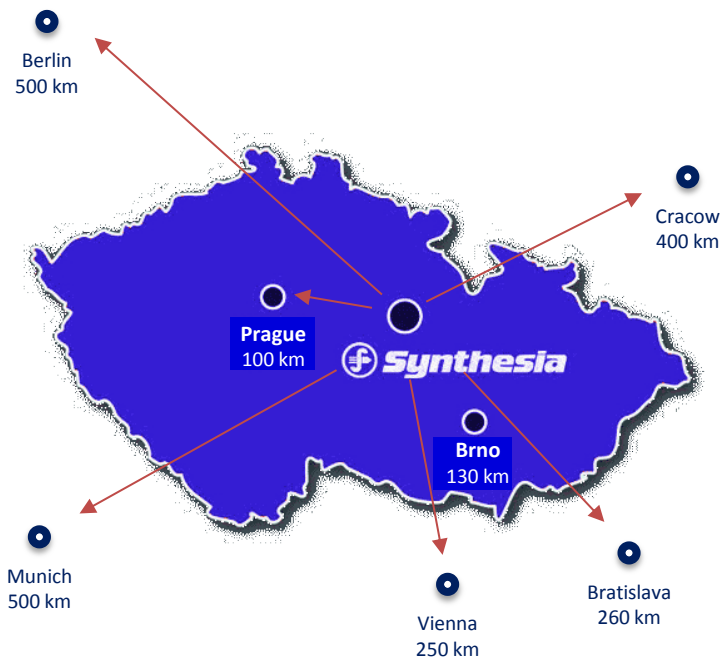 Berlin
500 km
Cracow
400 km
Prague
100 km
Synthesia
Brno
130 km
Munich
500 km
Vienna
250 km
Bratislava
260 km